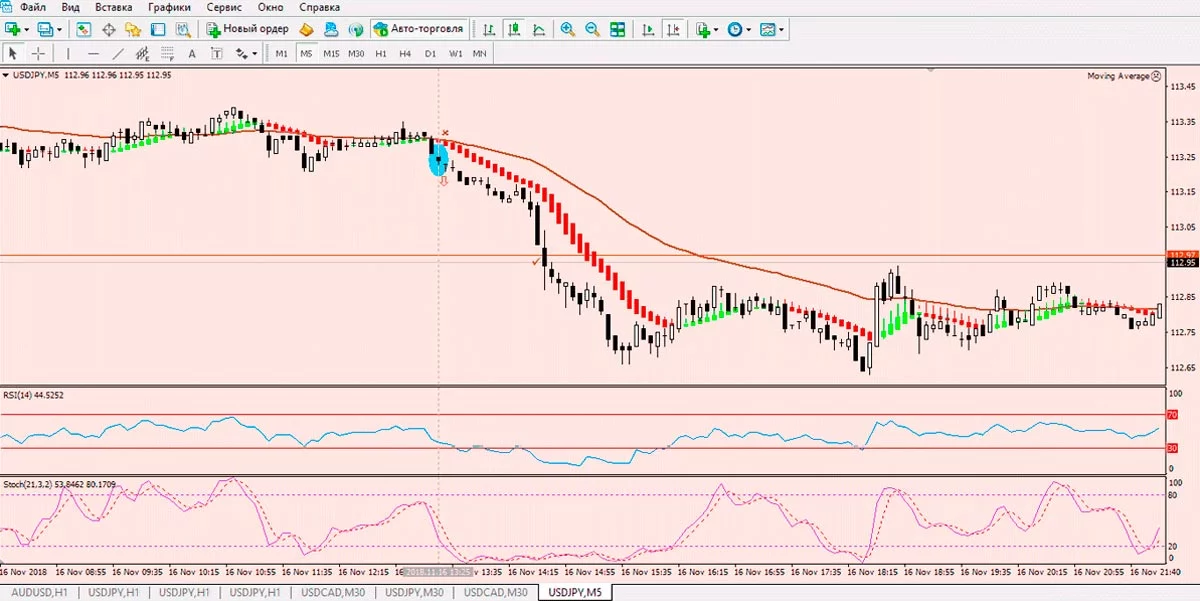 Файл Вид Вставка Графики Сервис Окно Справка
Новый ордер Авто-торговля
A T M1 M5 M15 M30 H1 H4 D1 W1 MN
USDJPY,M5 112.96 112.96 112.95 112.95
Moving Average
113.45
113.35
113.25
113.15
113.05
112.97
112.95
112.85
112.75
112.65
RSI(14) 44.5252
100
70
30
0
Stoch(21,3,2) 53.8462 80.1709
100
80
20
0
16 Nov 2018 16 Nov 08:55 16 Nov 09:35 16 Nov 10:15 16 Nov 10:55 16 Nov 11:35 16 Nov 12:15 16 2018.11.16 13:25 v 13:35 16 Nov 14:15 16 Nov 14:55 16 Nov 15:35 16 Nov 16:15 16 Nov 16:55 16 Nov 17:35 16 Nov 18:15 16 Nov 18:55 16 Nov 19:35 16 Nov 20:15 16 Nov 20:55 16 Nov 21:40
AUDUSD,H1 USDJPY,H1 USDJPY,H1 USDJPY,H1 USDCAD,M30 USDJPY,M30 USDCAD,M30 USDJPY,M5